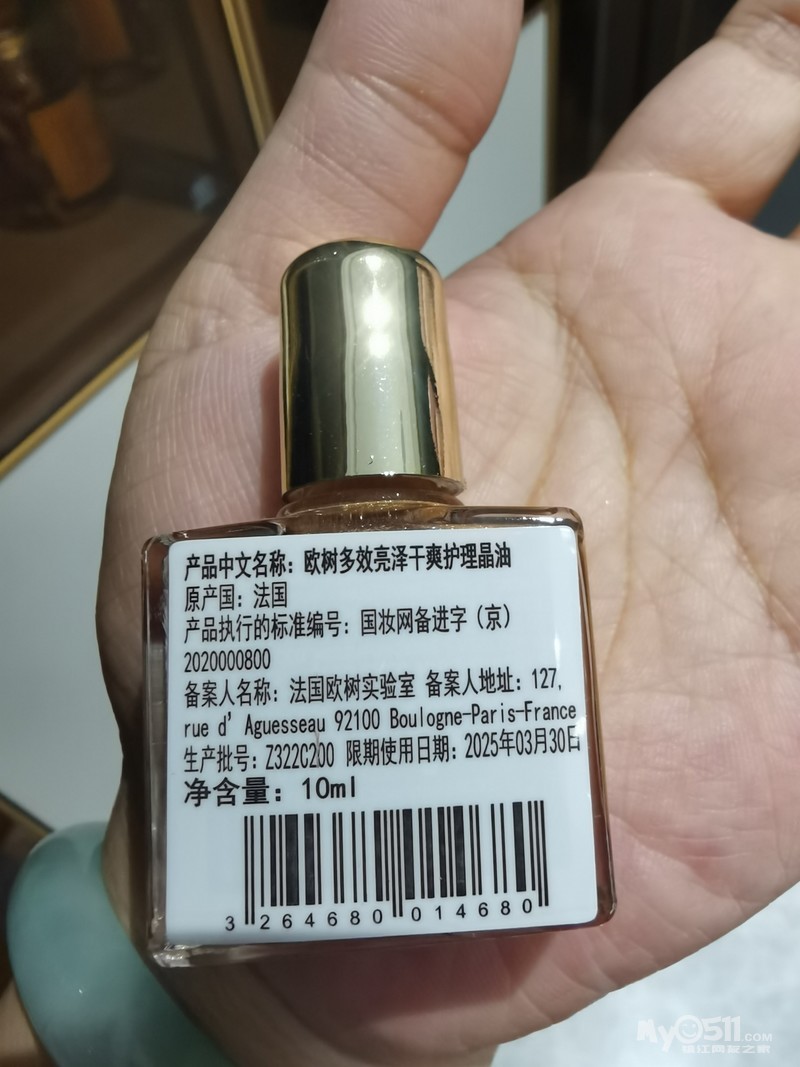 产品中文名称：欧树多效亮泽干爽护理晶油
原产国：法国
产品执行的标准编号：国妆网备进字（京）
2020000800
备案人名称：法国欧树实验室 备案人地址：127,
rue d' Aguesseau 92100 Boulogne-Paris-France
生产批号：Z322C200 限期使用日期：2025年03月30日
净含量：10ml
3 264680 014680
My0511.COM
镇江网友之家